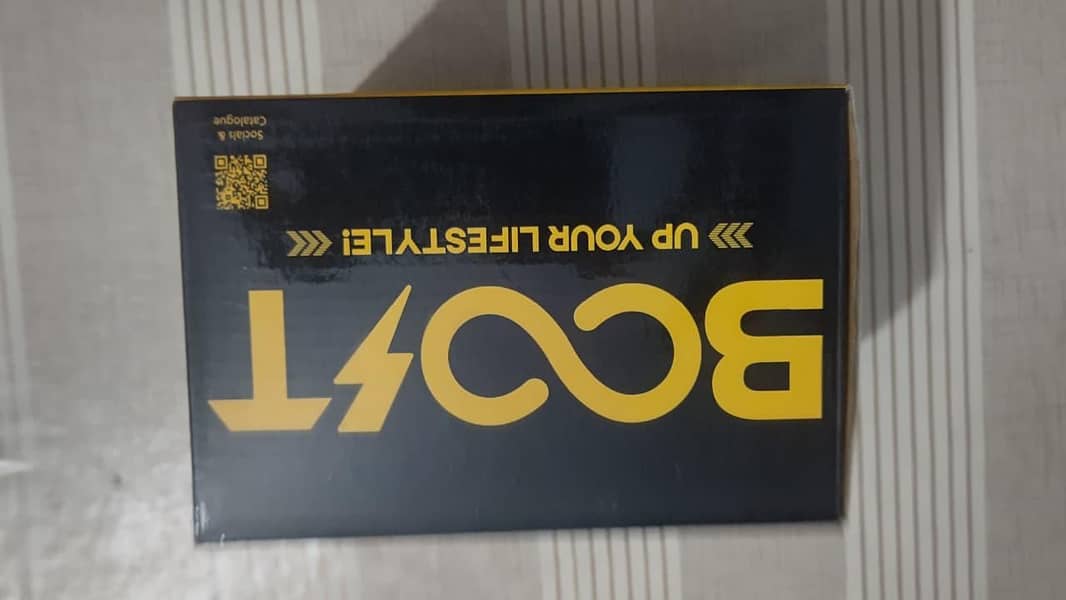 BOOST
UP YOUR LIFESTYLE!
Socials &
Catalogue